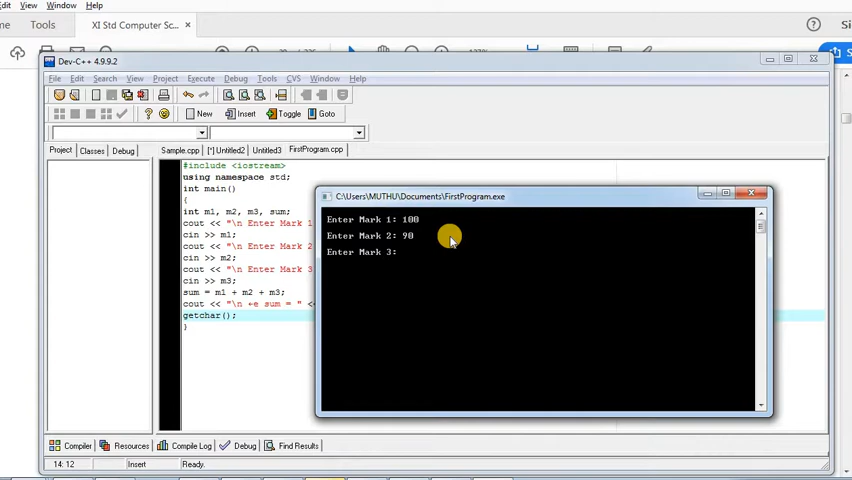 dit Window Help
me Tools XI Std Computer Sc... ×
Dev-C++ 4.9.9.2
File Edit Search View Project Execute Debug Tools CVS Window Help
New Insert Toggle Goto
Project Classes Debug Sample.cpp [*] Untitled2 Untitled3 FirstProgram.cpp
#include <iostream>
using namespace std;
int main()
{
int m1, m2, m3, sum;
cout << "\n Enter Mark 1
cin >> m1;
cout << "\n Enter Mark 2
cin >> m2;
cout << "\n Enter Mark 3
cin >> m3;
sum = m1 + m2 + m3;
cout << "\n ←e sum = " <<
getchar();
}
C:\Users\MUTHU\Documents\FirstProgram.exe
Enter Mark 1: 100
Enter Mark 2: 90
Enter Mark 3:
Compiler Resources Compile Log Debug Find Results
14: 12 Insert Ready.